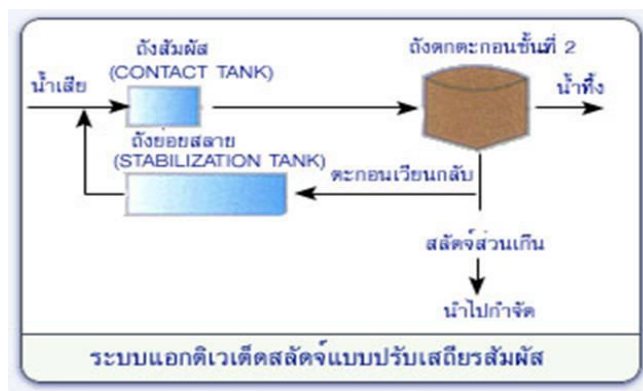 ถังสัมผัส
(CONTACT TANK)
ถังตกตะกอนชั้นที่ 2
น้ำเสีย
น้ำทิ้ง
ถังย่อยสลาย
(STABILIZATION TANK)
ตะกอนเวียนกลับ
สลัดจ์ส่วนเกิน
นำไปกำจัด
ระบบแอกติเวเต็ดสลัดจ์แบบปรับเสถียรสัมผัส